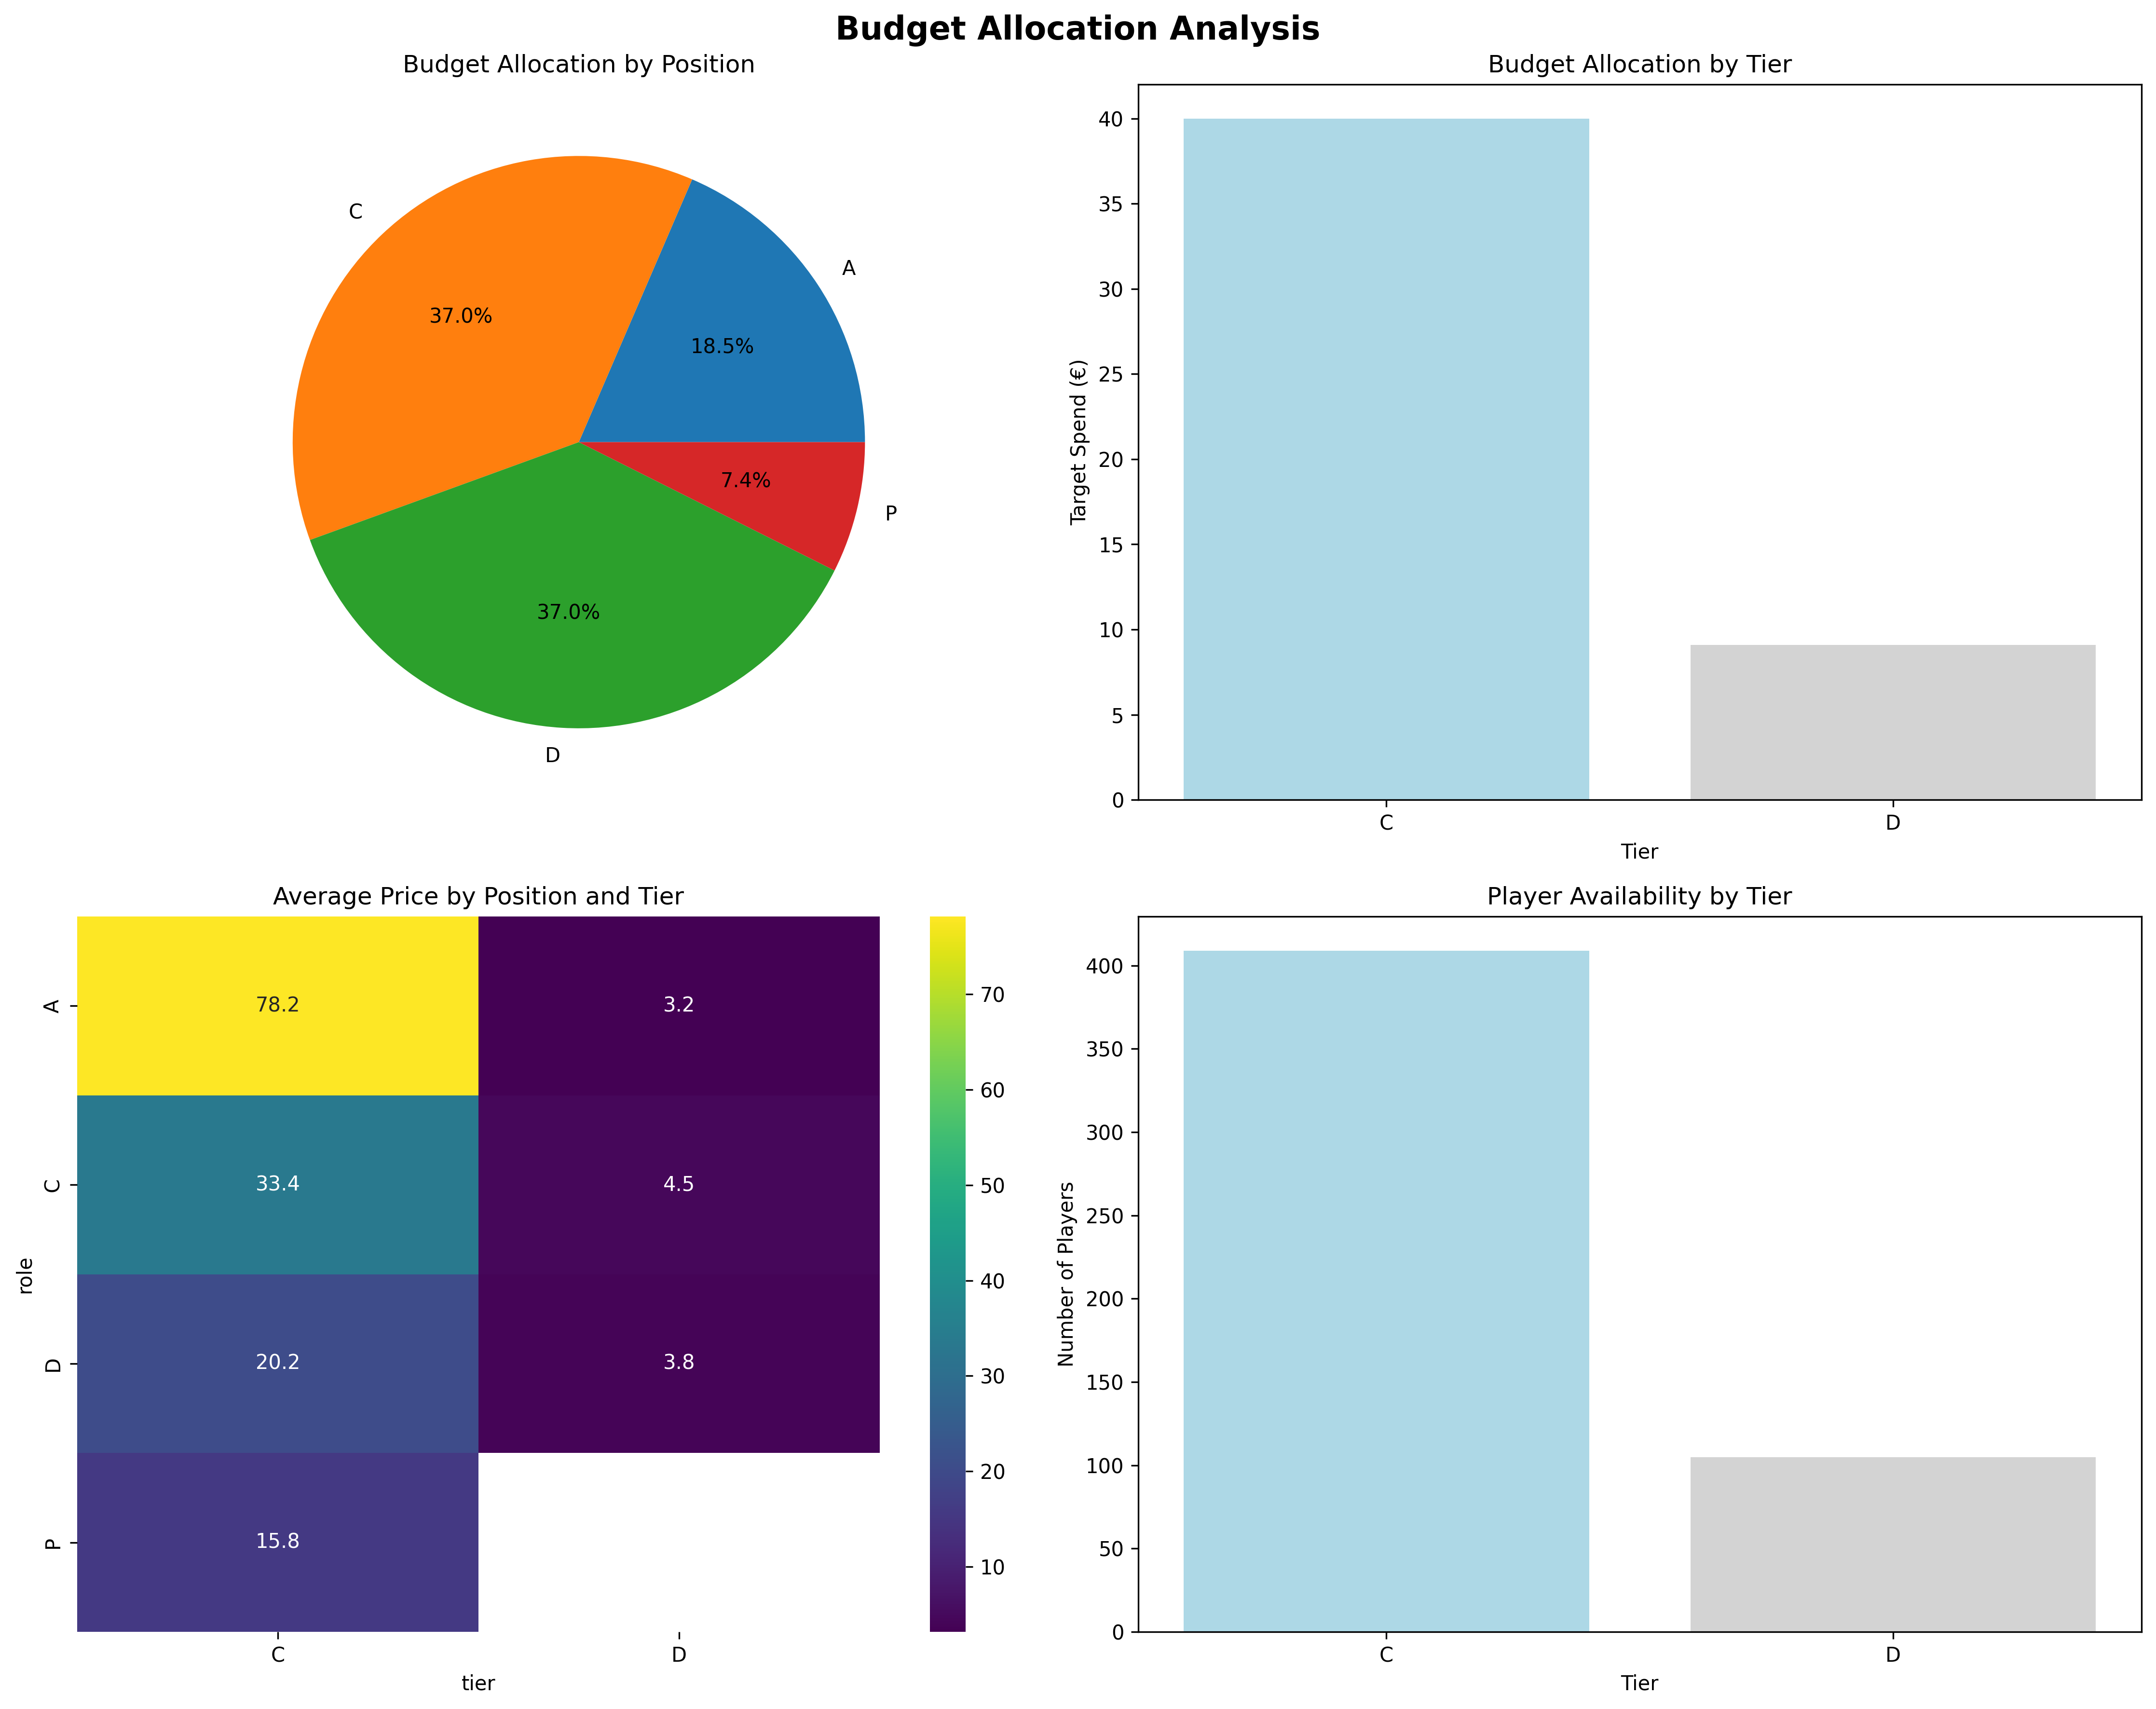 Budget Allocation Analysis
Budget Allocation by Position
C
A
37.0%
18.5%
7.4%
P
37.0%
D
Budget Allocation by Tier
Target Spend (€)
40
35
30
25
20
15
10
5
0
C D
Tier
Average Price by Position and Tier
role
A
78.2 3.2
C
33.4 4.5
D
20.2 3.8
P
15.8
C D
tier
70
60
50
40
30
20
10
Player Availability by Tier
Number of Players
400
350
300
250
200
150
100
50
0
C D
Tier